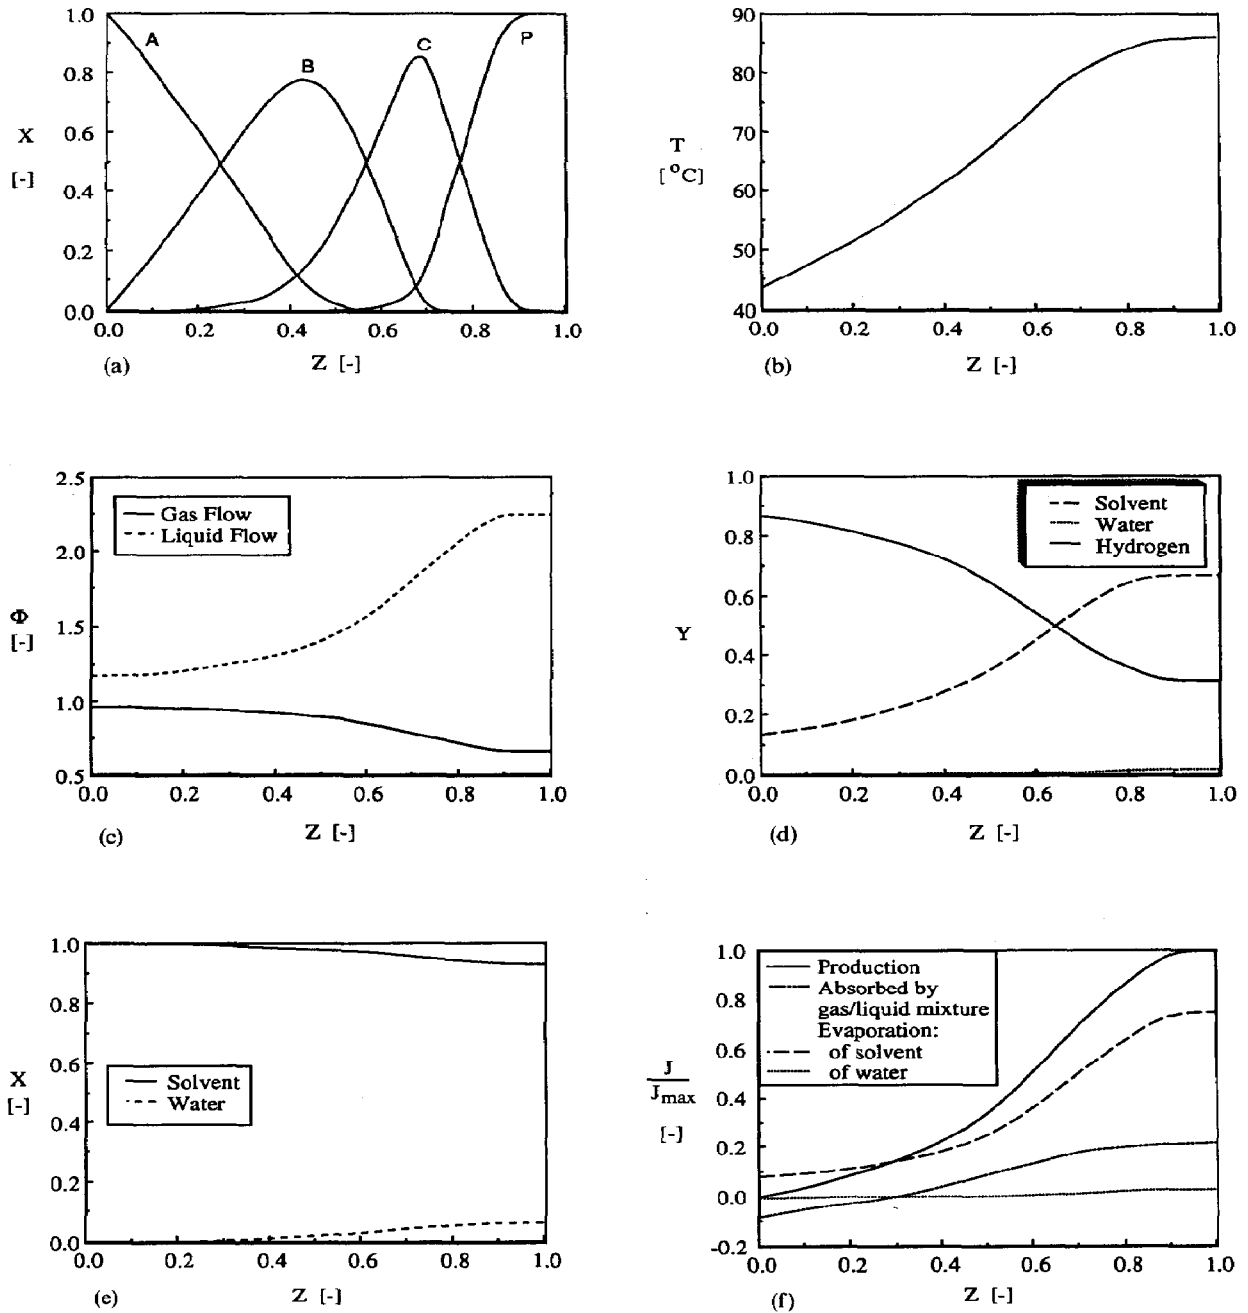 1.0
0.8
0.6
0.4
0.2
0.0
X
[-]
A
B
C
P
0.0 0.2 0.4 0.6 0.8 1.0
(a)
Z [-]
90
80
70
60
50
40
T
[°C]
0.0 0.2 0.4 0.6 0.8 1.0
Z [-]
(b)
2.5
2.0
1.5
1.0
0.5
Φ
[-]
Gas Flow
Liquid Flow
0.0 0.2 0.4 0.6 0.8 1.0
(c)
Z [-]
1.0
0.8
0.6
0.4
0.2
0.0
Y
Solvent
Water
Hydrogen
0.0 0.2 0.4 0.6 0.8 1.0
(d)
Z [-]
1.0
0.8
0.6
0.4
0.2
0.0
X
[-]
Solvent
Water
0.0 0.2 0.4 0.6 0.8 1.0
(e)
Z [-]
1.0
0.8
0.6
0.4
0.2
0.0
-0.2
J
Jmax
[-]
Production
Absorbed by
gas/liquid mixture
Evaporation:
of solvent
of water
0.0 0.2 0.4 0.6 0.8 1.0
Z [-]
(f)